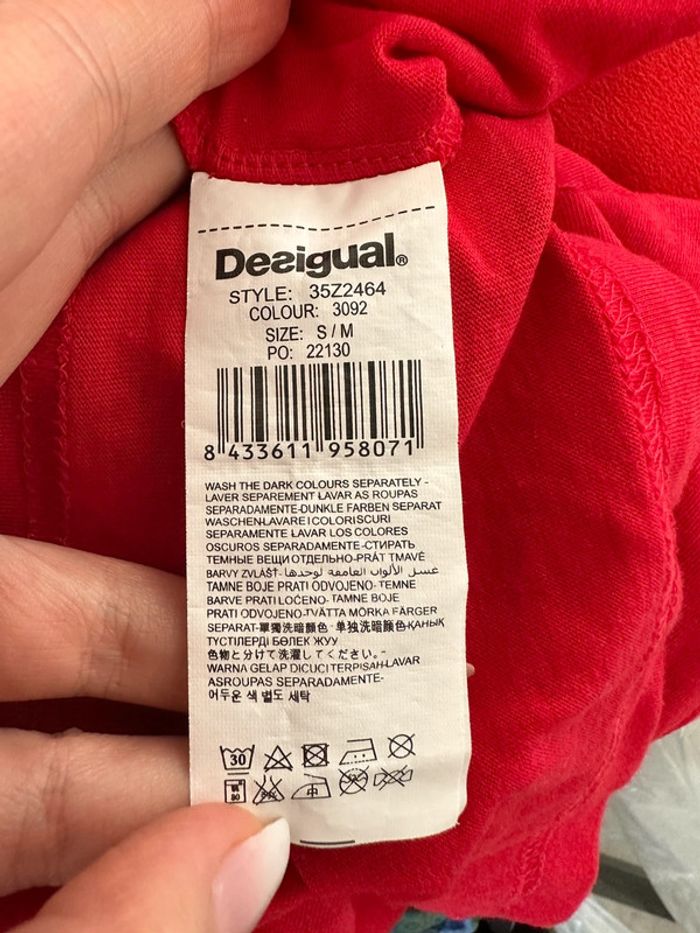 Desigual®
STYLE: 35Z2464
COLOUR: 3092
SIZE: S / M
PO: 22130
8 433611 958071
WASH THE DARK COLOURS SEPARATELY -
LAVER SEPAREMENT LAVAR AS ROUPAS
SEPARADAMENTE-DUNKLE FARBEN SEPARAT
WASCHEN-LAVARE I COLORI SCURI
SEPARAMENTE LAVAR LOS COLORES
OSCUROS SEPARADAMENTE-СТИРАТЬ
ТЕМНЫЕ ВЕЩИ ОТДЕЛЬНО-PRÁT TMAVÉ
BARVY ZVLÁŠŤ- غسل الألوان الغامقة لوحدها-
TAMNE BOJE PRATI ODVOJENO- TEMNE
BARVE PRATI LOČENO- TAMNE BOJE
PRATI ODVOJENO-TVÄTTA MÖRKA FÄRGER
SEPARAT-單獨洗暗顏色-单独洗暗颜色-ҚАНЫҚ
ТҮСТІЛЕРДІ БӨЛЕК ЖУУ
色物と分けて洗濯してください。-
WARNA GELAP DICUCI TERPISAH-LAVAR
ASROUPAS SEPARADAMENTE-
어두운 색 별도 세탁
30